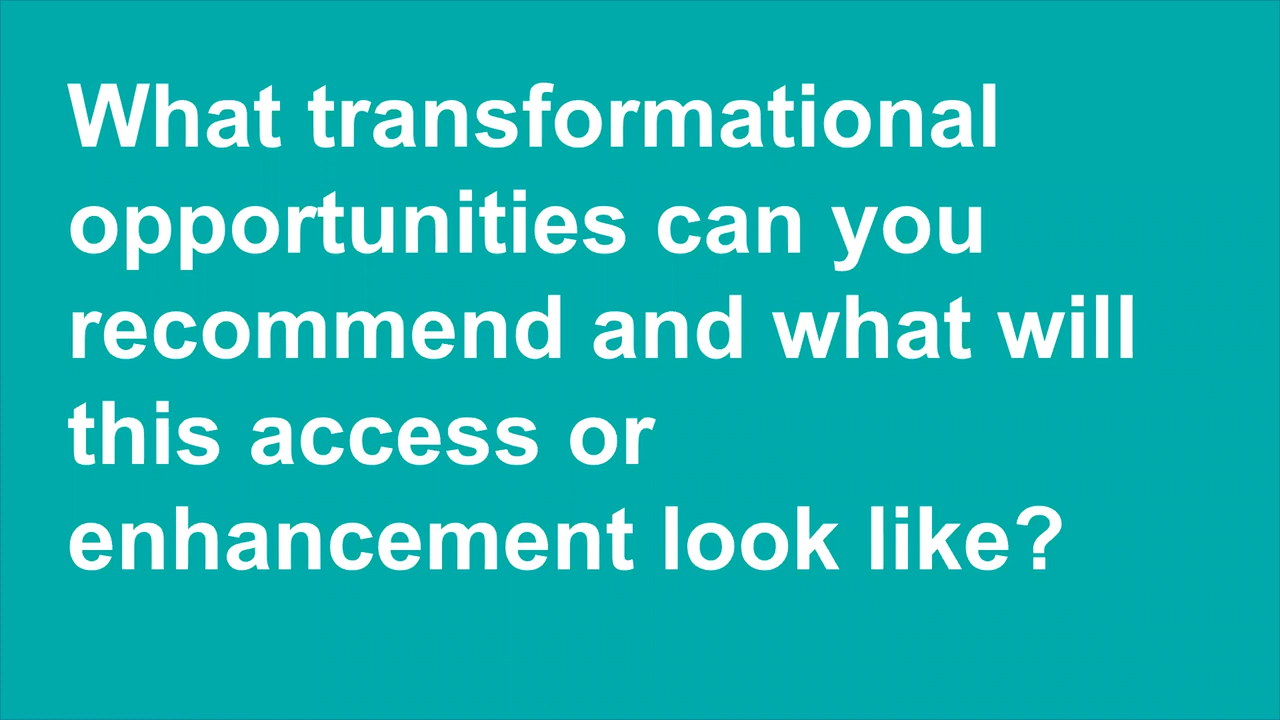 What transformational
opportunities can you
recommend and what will
this access or
enhancement look like?